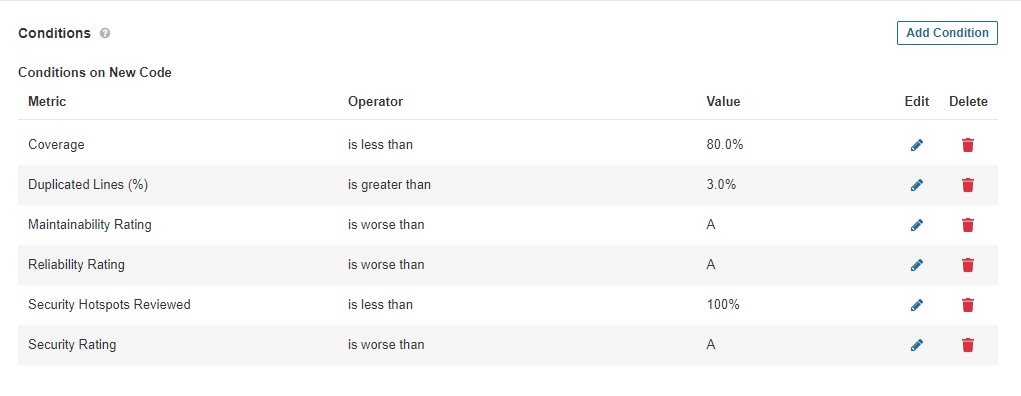 Conditions ?
Add Condition
Conditions on New Code
Metric Operator Value Edit Delete
Coverage is less than 80.0%
Duplicated Lines (%) is greater than 3.0%
Maintainability Rating is worse than A
Reliability Rating is worse than A
Security Hotspots Reviewed is less than 100%
Security Rating is worse than A